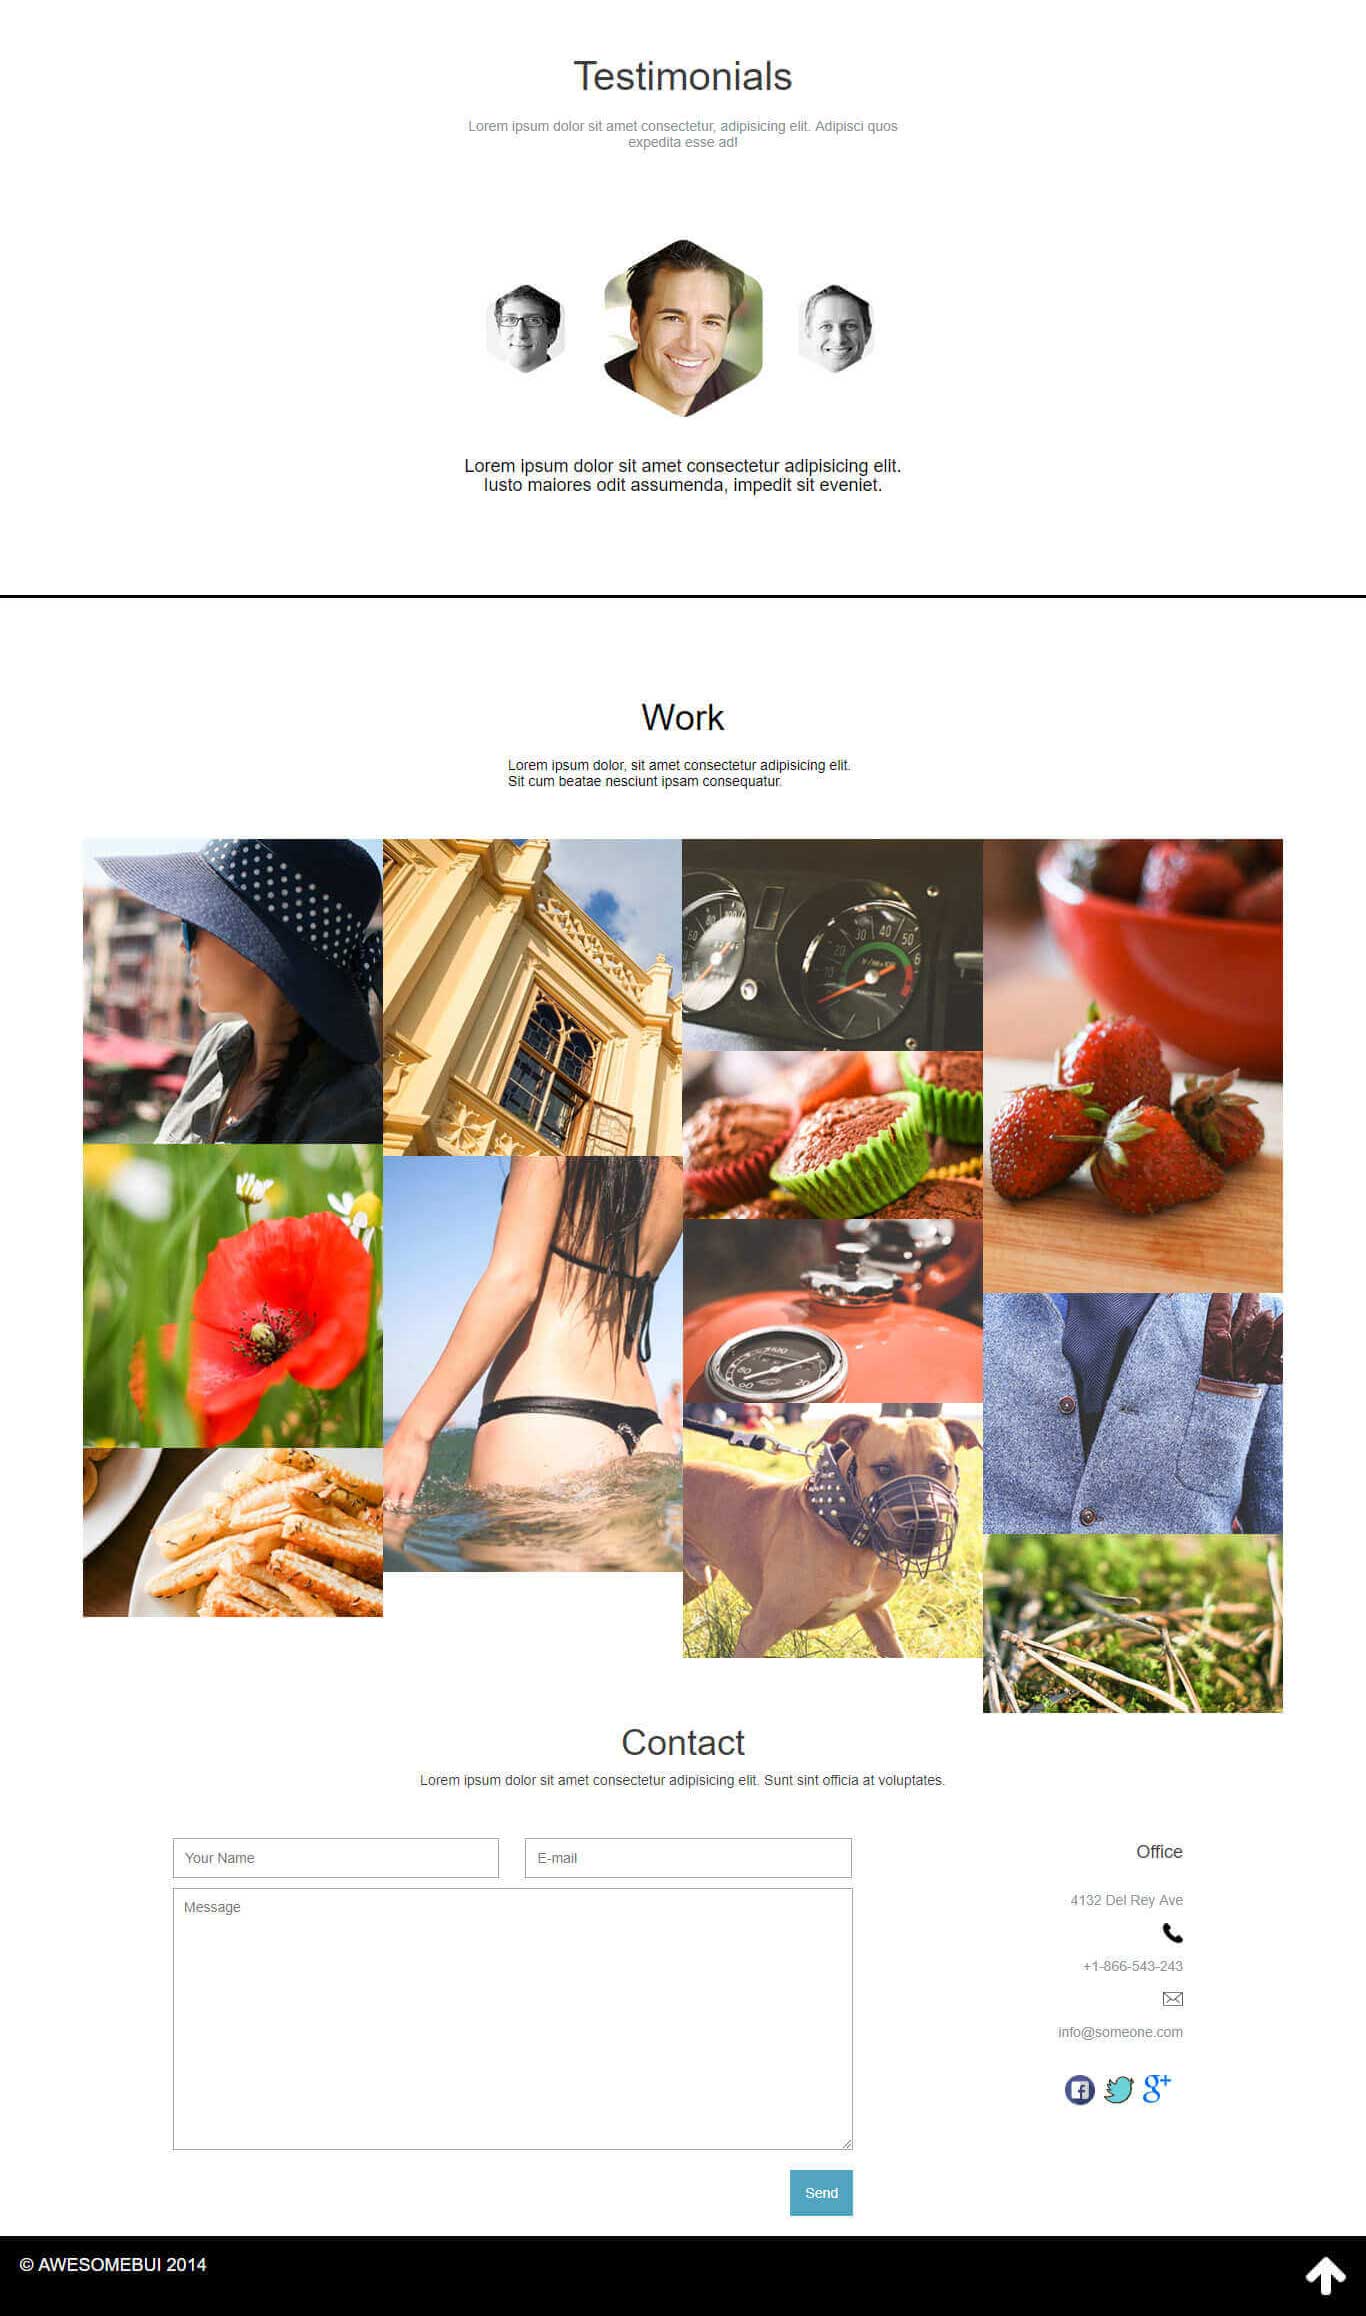 Testimonials
Lorem ipsum dolor sit amet consectetur, adipisicing elit. Adipisci quos
expedita esse ad!
Lorem ipsum dolor sit amet consectetur adipisicing elit.
Iusto maiores odit assumenda, impedit sit eveniet.
Work
Lorem ipsum dolor, sit amet consectetur adipisicing elit.
Sit cum beatae nesciunt ipsam consequatur.
Contact
Lorem ipsum dolor sit amet consectetur adipisicing elit. Sunt sint officia at voluptates.
Your Name
E-mail
Message
Send
Office
4132 Del Rey Ave
+1-866-543-243
info@someone.com
© AWESOMEBUI 2014